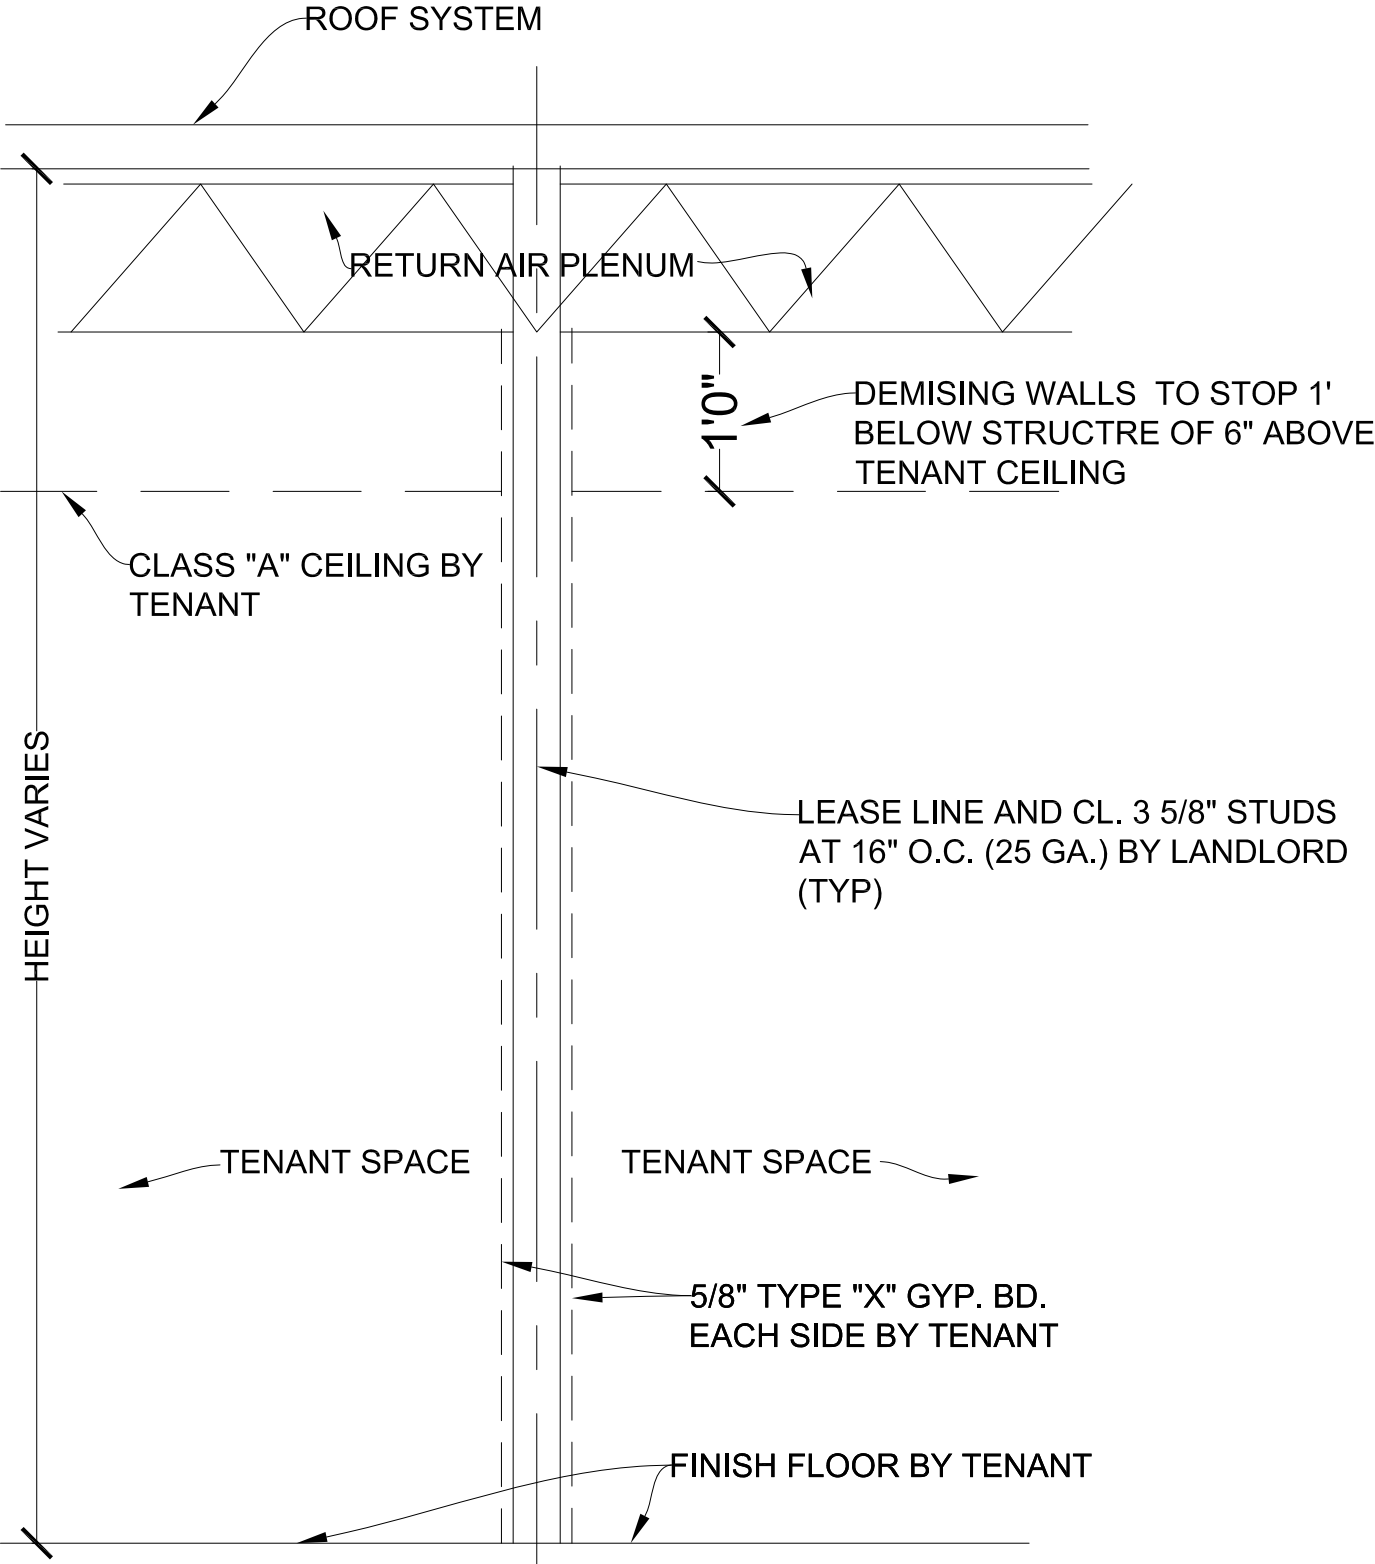 ROOF SYSTEM
RETURN AIR PLENUM
1'0"
DEMISING WALLS TO STOP 1'
BELOW STRUCTRE OF 6" ABOVE
TENANT CEILING
CLASS "A" CEILING BY
TENANT
HEIGHT VARIES
LEASE LINE AND CL. 3 5/8" STUDS
AT 16" O.C. (25 GA.) BY LANDLORD
(TYP)
TENANT SPACE
TENANT SPACE
5/8" TYPE "X" GYP. BD.
EACH SIDE BY TENANT
FINISH FLOOR BY TENANT